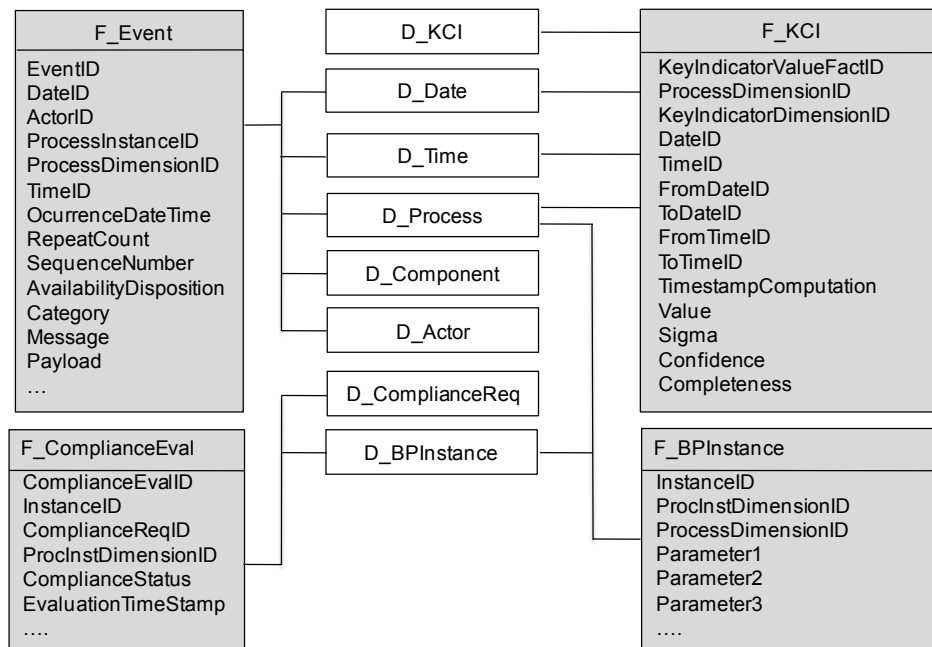 F_Event
EventID
DateID
ActorID
ProcessInstanceID
ProcessDimensionID
TimeID
OcurrenceDateTime
RepeatCount
SequenceNumber
AvailabilityDisposition
Category
Message
Payload
…
D_KCI
D_Date
D_Time
D_Process
D_Component
D_Actor
D_ComplianceReq
D_BPInstance
F_KCI
KeyIndicatorValueFactID
ProcessDimensionID
KeyIndicatorDimensionID
DateID
TimeID
FromDateID
ToDateID
FromTimeID
ToTimeID
TimestampComputation
Value
Sigma
Confidence
Completeness
F_ComplianceEval
ComplianceEvalID
InstanceID
ComplianceReqID
ProcInstDimensionID
ComplianceStatus
EvaluationTimeStamp
….
F_BPInstance
InstanceID
ProcInstDimensionID
ProcessDimensionID
Parameter1
Parameter2
Parameter3
….